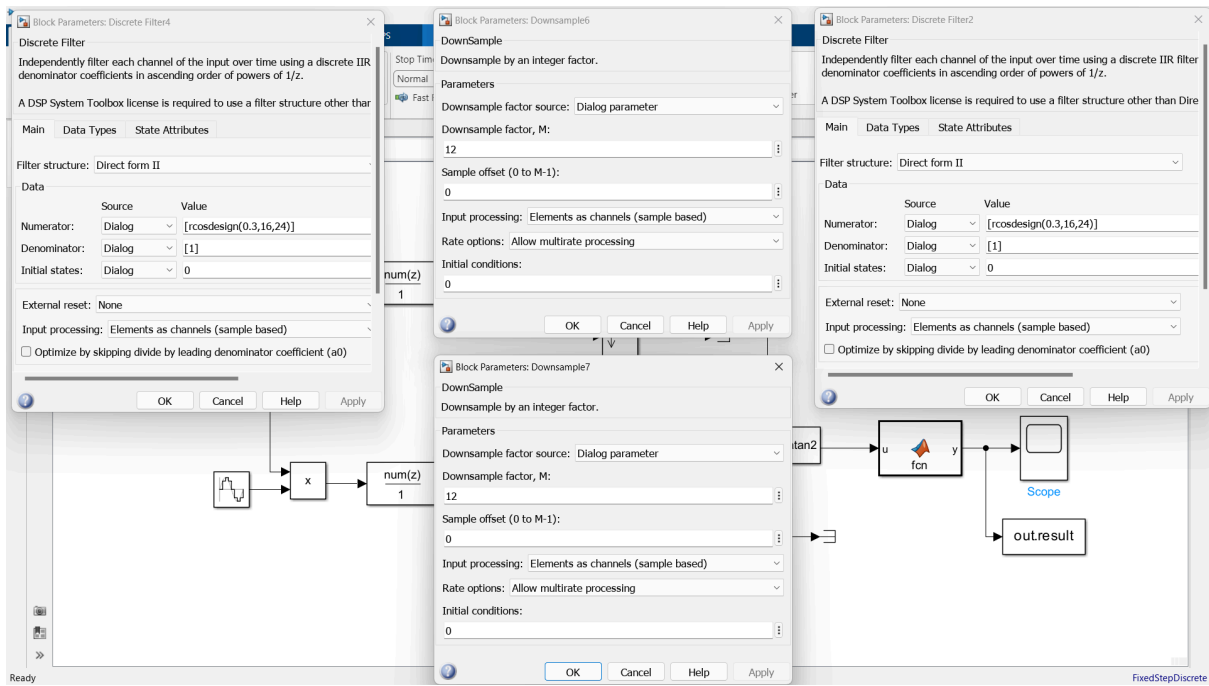 Block Parameters: Discrete Filter4
Discrete Filter
Independently filter each channel of the input over time using a discrete IIR
denominator coefficients in ascending order of powers of 1/z.
A DSP System Toolbox license is required to use a filter structure other than
Main Data Types State Attributes
Filter structure: Direct form II
Data
Source Value
Numerator: Dialog [rcosdesign(0.3,16,24)]
Denominator: Dialog [1]
Initial states: Dialog 0
External reset: None
Input processing: Elements as channels (sample based)
Optimize by skipping divide by leading denominator coefficient (a0)
OK Cancel Help Apply
Block Parameters: Downsample6
DownSample
Downsample by an integer factor.
Parameters
Downsample factor source: Dialog parameter
Downsample factor, M:
12
Sample offset (0 to M-1):
0
Input processing: Elements as channels (sample based)
Rate options: Allow multirate processing
Initial conditions:
0
OK Cancel Help Apply
Block Parameters: Discrete Filter2
Discrete Filter
Independently filter each channel of the input over time using a discrete IIR filter
denominator coefficients in ascending order of powers of 1/z.
A DSP System Toolbox license is required to use a filter structure other than Dire
Main Data Types State Attributes
Filter structure: Direct form II
Data
Source Value
Numerator: Dialog [rcosdesign(0.3,16,24)]
Denominator: Dialog [1]
Initial states: Dialog 0
External reset: None
Input processing: Elements as channels (sample based)
Optimize by skipping divide by leading denominator coefficient (a0)
OK Cancel Help Apply
Stop Tim
Normal
Fast
num(z)
1
Block Parameters: Downsample7
DownSample
Downsample by an integer factor.
Parameters
Downsample factor source: Dialog parameter
Downsample factor, M:
12
Sample offset (0 to M-1):
0
Input processing: Elements as channels (sample based)
Rate options: Allow multirate processing
Initial conditions:
0
OK Cancel Help Apply
x
num(z)
1
tan2
u fcn y
Scope
out.result
Ready
FixedStepDiscrete